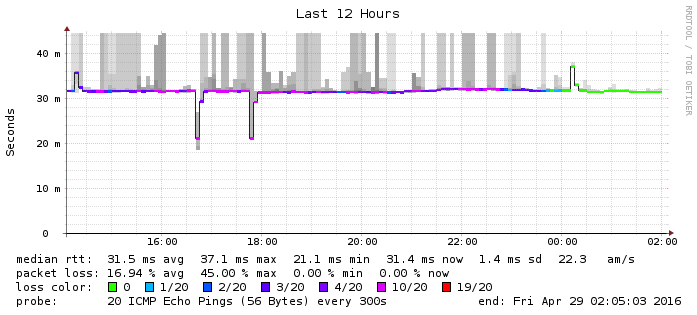 Last 12 Hours
RRDTOOL / TOBI OETIKER
Seconds
40 m
30 m
20 m
10 m
0
16:00 18:00 20:00 22:00 00:00 02:00
median rtt: 31.5 ms avg 37.1 ms max 21.1 ms min 31.4 ms now 1.4 ms sd 22.3 am/s
packet loss: 16.94 % avg 45.00 % max 0.00 % min 0.00 % now
loss color: 0 1/20 2/20 3/20 4/20 10/20 19/20
probe: 20 ICMP Echo Pings (56 Bytes) every 300s end: Fri Apr 29 02:05:03 2016